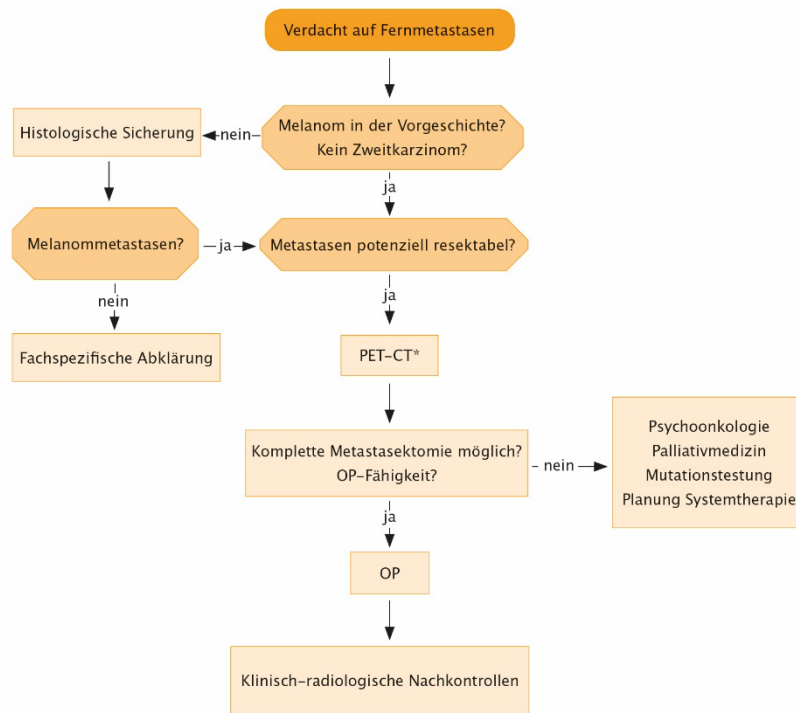 Verdacht auf Fernmetastasen
Melanom in der Vorgeschichte?
Kein Zweitkarzinom?
nein
Histologische Sicherung
ja
Melanommetastasen?
ja
Metastasen potenziell resektabel?
nein
ja
Fachspezifische Abklärung
PET-CT*
Komplette Metastasektomie möglich?
OP-Fähigkeit?
nein
Psychoonkologie
Palliativmedizin
Mutationstestung
Planung Systemtherapie
ja
OP
Klinisch-radiologische Nachkontrollen